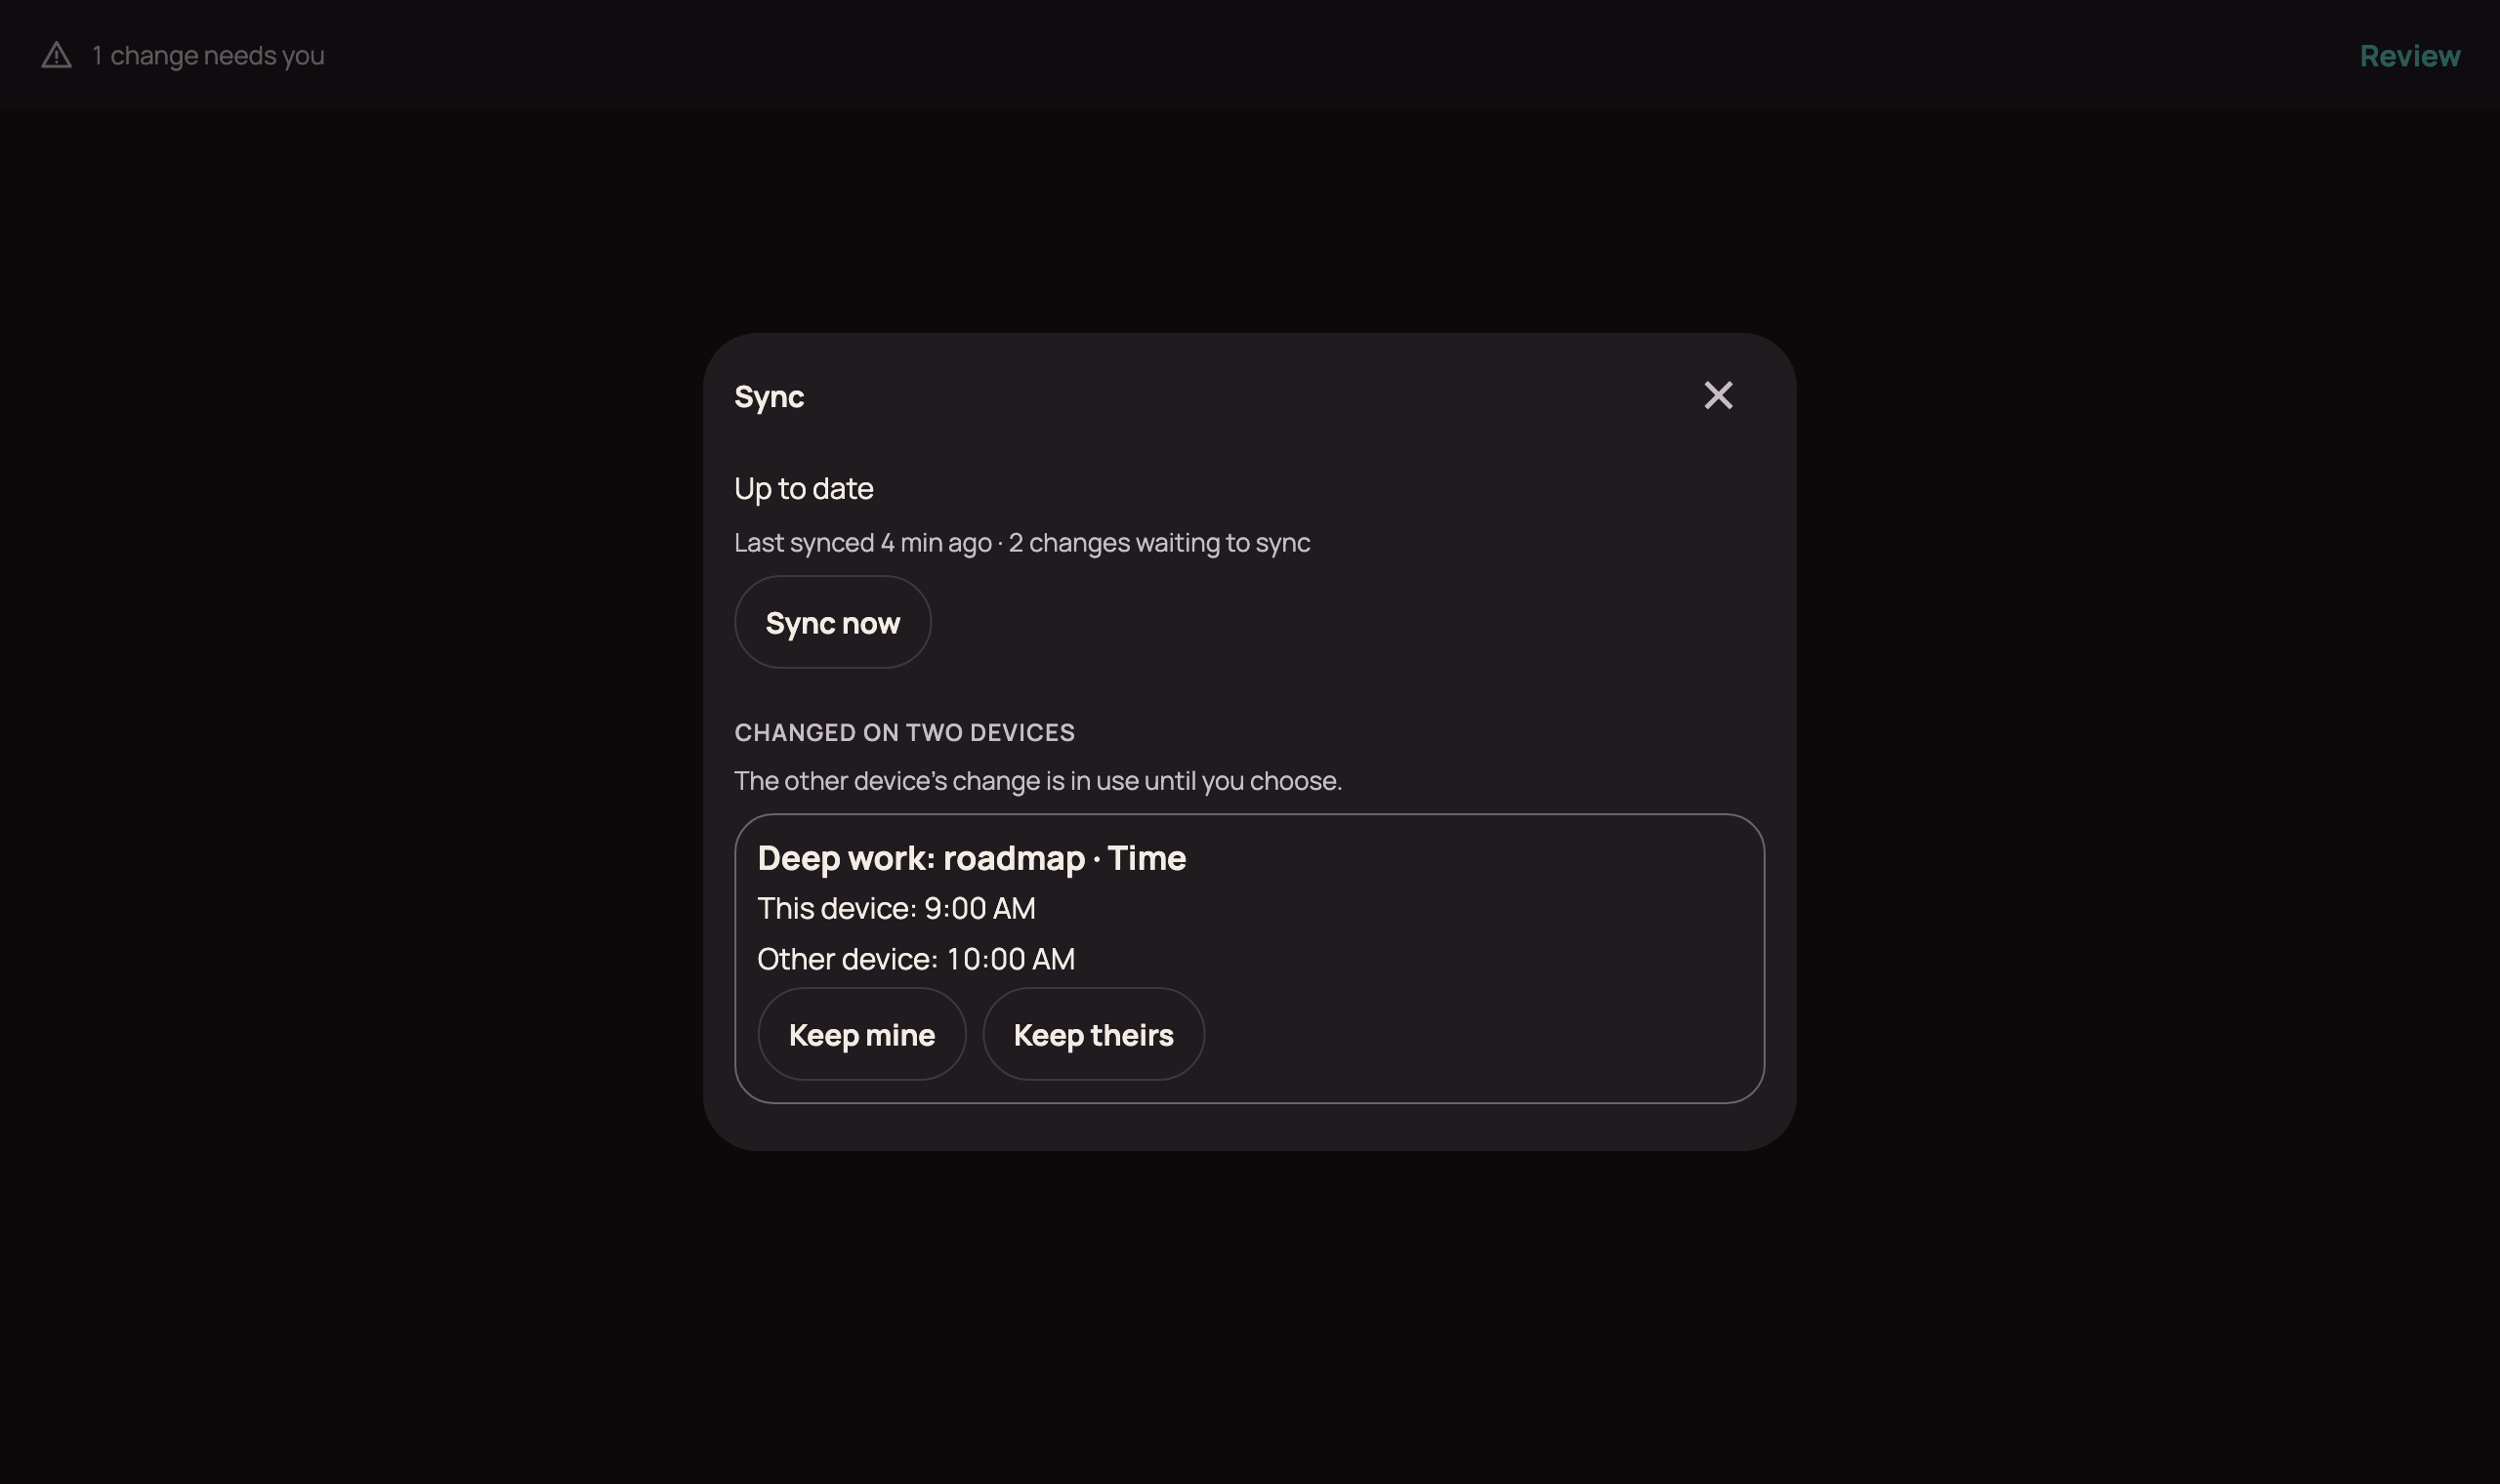 1 change needs you
Review
Sync
Up to date
Last synced 4 min ago · 2 changes waiting to sync
Sync now
CHANGED ON TWO DEVICES
The other device’s change is in use until you choose.
Deep work: roadmap · Time
This device: 9:00 AM
Other device: 10:00 AM
Keep mine
Keep theirs